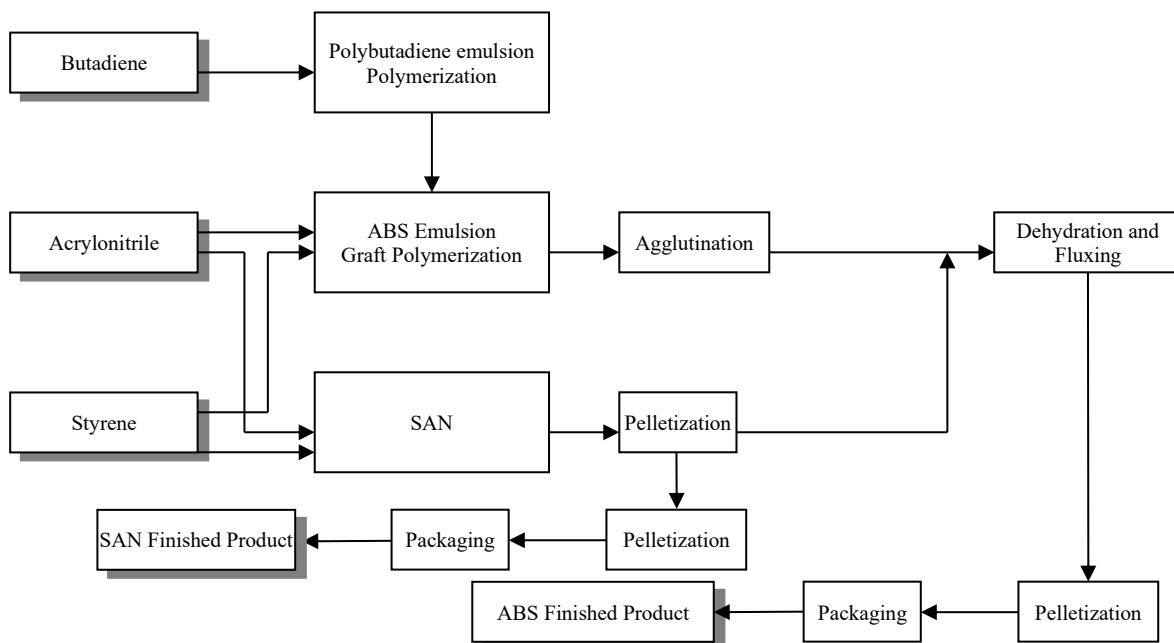 Butadiene
Polybutadiene emulsion
Polymerization
Acrylonitrile
ABS Emulsion
Graft Polymerization
Agglutination
Dehydration and
Fluxing
Styrene
SAN
Pelletization
SAN Finished Product
Packaging
Pelletization
ABS Finished Product
Packaging
Pelletization